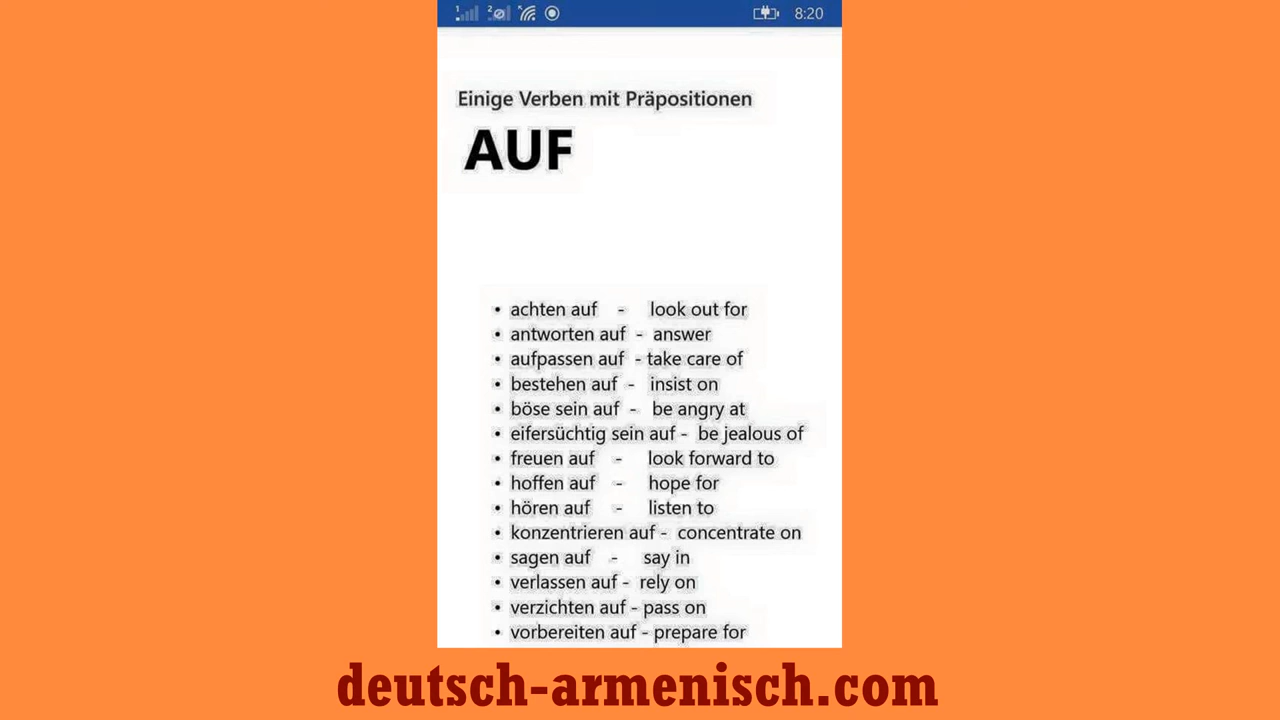 1 2 8:20
Einige Verben mit Präpositionen
AUF
• achten auf - look out for
• antworten auf - answer
• aufpassen auf - take care of
• bestehen auf - insist on
• böse sein auf - be angry at
• eifersüchtig sein auf - be jealous of
• freuen auf - look forward to
• hoffen auf - hope for
• hören auf - listen to
• konzentrieren auf - concentrate on
• sagen auf - say in
• verlassen auf - rely on
• verzichten auf - pass on
• vorbereiten auf - prepare for
deutsch-armenisch.com